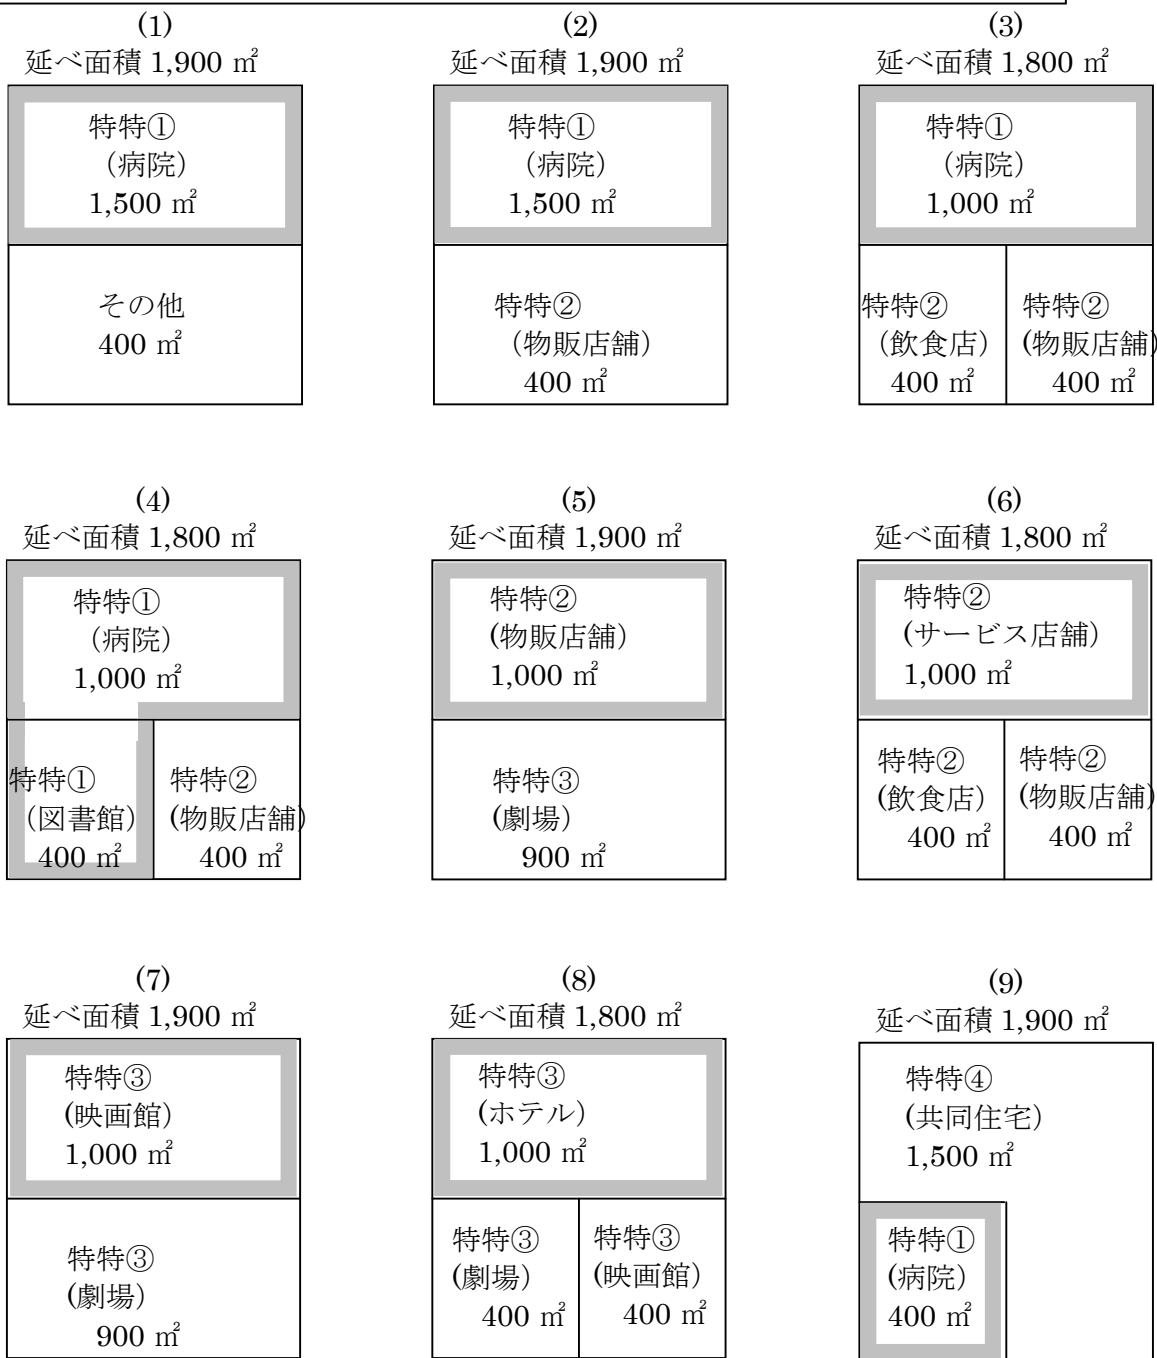 (1)
延べ面積 1,900 ㎡
特特①
（病院）
1,500 ㎡
その他
400 ㎡
(2)
延べ面積 1,900 ㎡
特特①
（病院）
1,500 ㎡
特特②
（物販店舗）
400 ㎡
(3)
延べ面積 1,800 ㎡
特特①
（病院）
1,000 ㎡
特特②
（飲食店）
400 ㎡
特特②
(物販店舗)
400 ㎡
(4)
延べ面積 1,800 ㎡
特特①
（病院）
1,000 ㎡
特特①
（図書館）
400 ㎡
特特②
(物販店舗)
400 ㎡
(5)
延べ面積 1,900 ㎡
特特②
(物販店舗）
1,000 ㎡
特特③
(劇場）
900 ㎡
(6)
延べ面積 1,800 ㎡
特特②
(サービス店舗）
1,000 ㎡
特特②
(飲食店）
400 ㎡
特特②
(物販店舗)
400 ㎡
(7)
延べ面積 1,900 ㎡
特特③
(映画館）
1,000 ㎡
特特③
(劇場）
900 ㎡
(8)
延べ面積 1,800 ㎡
特特③
(ホテル）
1,000 ㎡
特特③
(劇場）
400 ㎡
特特③
(映画館）
400 ㎡
(9)
延べ面積 1,900 ㎡
特特④
(共同住宅）
1,500 ㎡
特特①
(病院）
400 ㎡